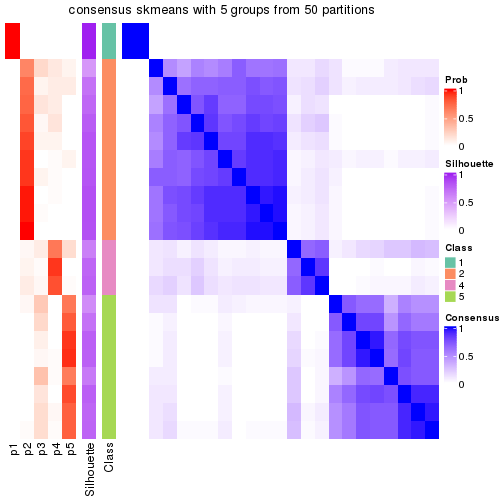 consensus skmeans with 5 groups from 50 partitions
p1
p2
p3
p4
p5
Silhouette
Class
Prob
1
0.5
0
Silhouette
1
0.5
0
Class
1
2
4
5
Consensus
1
0.5
0